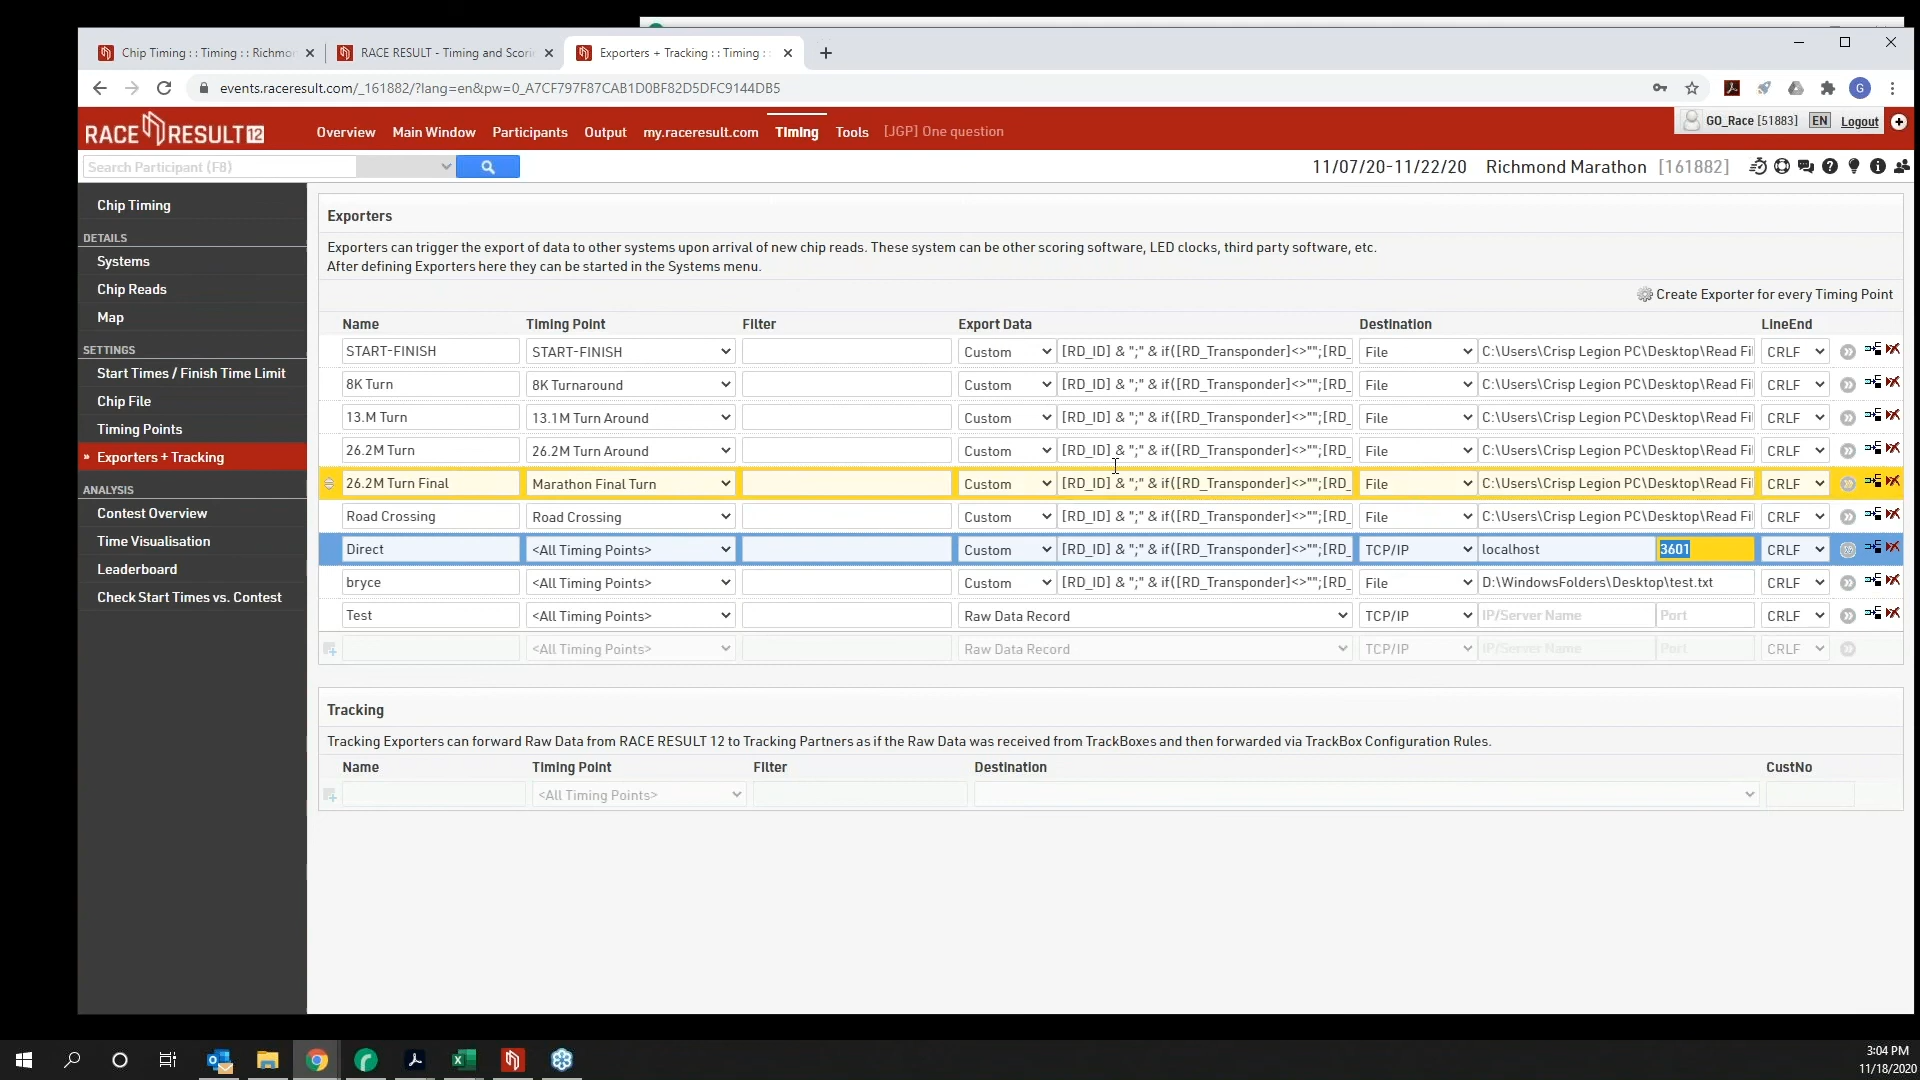 Chip Timing : : Timing : : Richmo
RACE RESULT - Timing and Scori
Exporters + Tracking : : Timing :
events.raceresult.com/_161882/?lang=en&pw=0_A7CF797F87CAB1D0BF82D5DFC9144DB5
G
RACE RESULT 12
Overview
Main Window
Participants
Output
my.raceresult.com
Timing
Tools
[JGP] One question
GO_Race [51883]
EN
Logout
Search Participant (F8)
11/07/20-11/22/20 Richmond Marathon [161882]
Chip Timing
DETAILS
Systems
Chip Reads
Map
SETTINGS
Start Times / Finish Time Limit
Chip File
Timing Points
» Exporters + Tracking
ANALYSIS
Contest Overview
Time Visualisation
Leaderboard
Check Start Times vs. Contest
Exporters
Exporters can trigger the export of data to other systems upon arrival of new chip reads. These system can be other scoring software, LED clocks, third party software, etc.
After defining Exporters here they can be started in the Systems menu.
Create Exporter for every Timing Point
Name Timing Point Filter Export Data Destination LineEnd
START-FINISH START-FINISH Custom [RD_ID] & ";" & if([RD_Transponder]<>"";[RD_ File C:\Users\Crisp Legion PC\Desktop\Read Fi CRLF
8K Turn 8K Turnaround Custom [RD_ID] & ";" & if([RD_Transponder]<>"";[RD_ File C:\Users\Crisp Legion PC\Desktop\Read Fi CRLF
13.M Turn 13.1M Turn Around Custom [RD_ID] & ";" & if([RD_Transponder]<>"";[RD_ File C:\Users\Crisp Legion PC\Desktop\Read Fi CRLF
26.2M Turn 26.2M Turn Around Custom [RD_ID] & ";" & if([RD_Transponder]<>"";[RD_ File C:\Users\Crisp Legion PC\Desktop\Read Fi CRLF
26.2M Turn Final Marathon Final Turn Custom [RD_ID] & ";" & if([RD_Transponder]<>"";[RD_ File C:\Users\Crisp Legion PC\Desktop\Read Fi CRLF
Road Crossing Road Crossing Custom [RD_ID] & ";" & if([RD_Transponder]<>"";[RD_ File C:\Users\Crisp Legion PC\Desktop\Read Fi CRLF
Direct <All Timing Points> Custom [RD_ID] & ";" & if([RD_Transponder]<>"";[RD_ TCP/IP localhost 3601 CRLF
bryce <All Timing Points> Custom [RD_ID] & ";" & if([RD_Transponder]<>"";[RD_ File D:\WindowsFolders\Desktop\test.txt CRLF
Test <All Timing Points> Raw Data Record TCP/IP IP/Server Name Port CRLF
<All Timing Points> Raw Data Record TCP/IP IP/Server Name Port CRLF
Tracking
Tracking Exporters can forward Raw Data from RACE RESULT 12 to Tracking Partners as if the Raw Data was received from TrackBoxes and then forwarded via TrackBox Configuration Rules.
Name Timing Point Filter Destination CustNo
<All Timing Points>
3:04 PM
11/18/2020